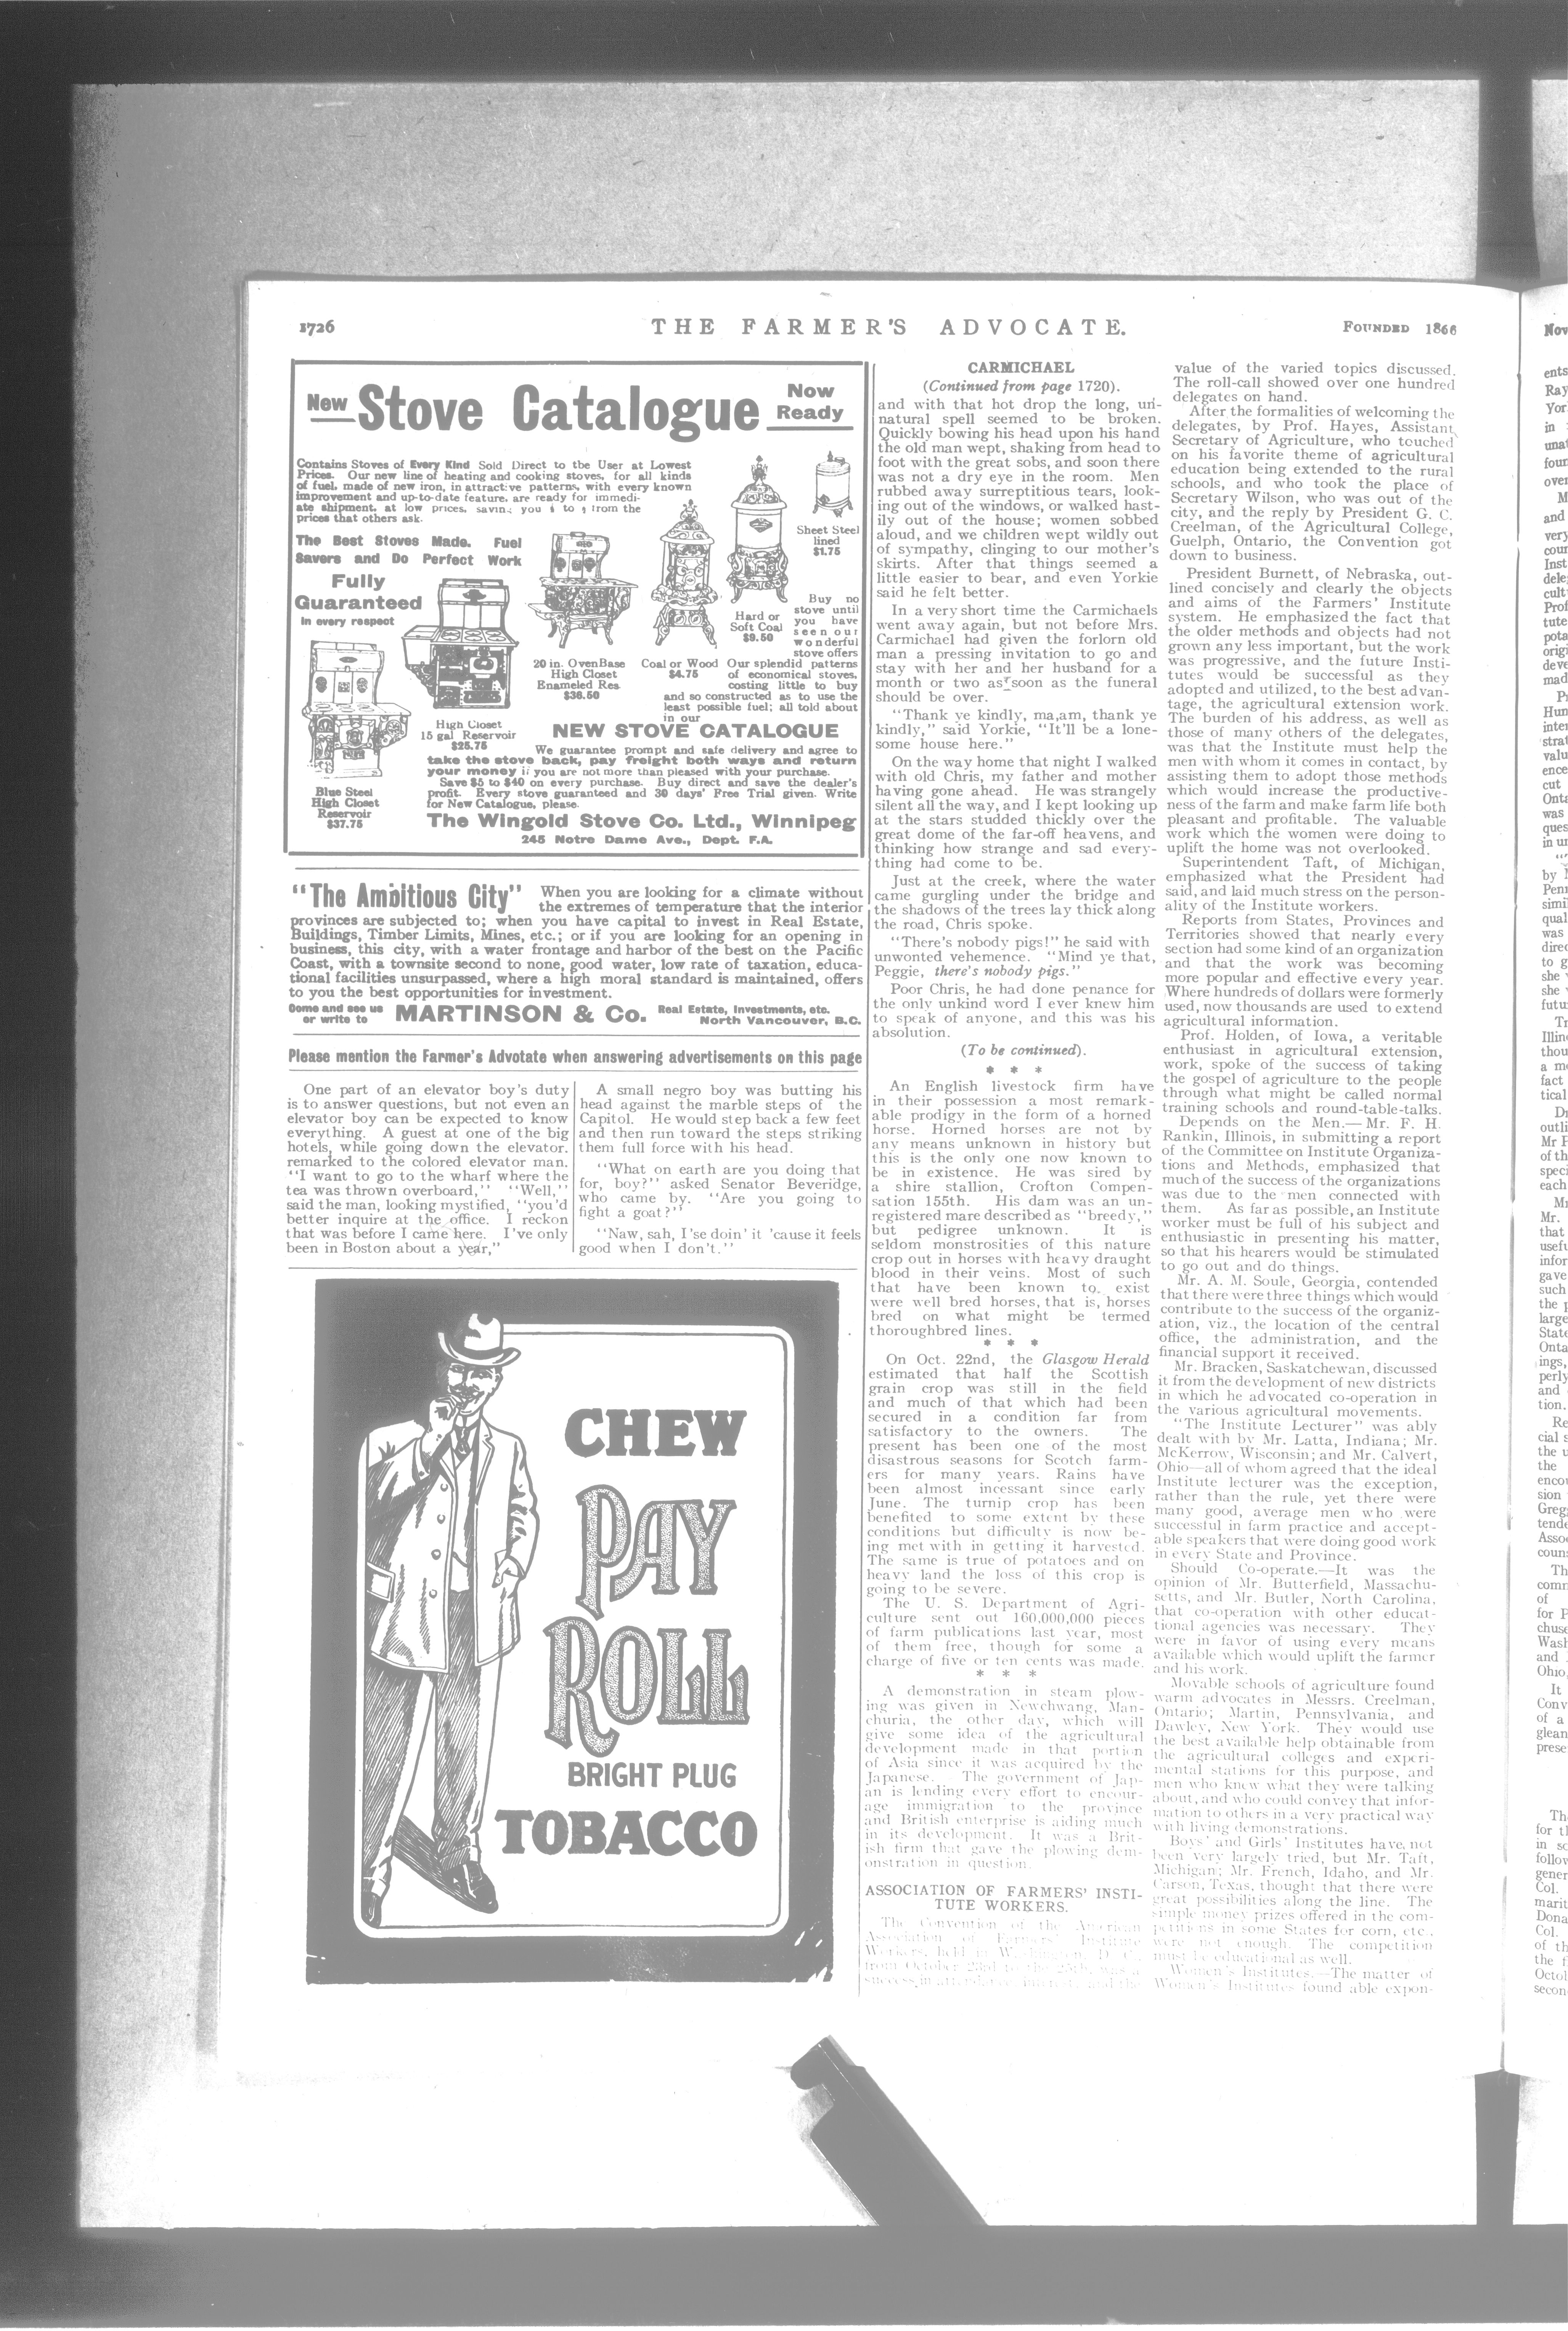 1726
THE FARMER'S ADVOCATE.
FOUNDED 1866
New Stove Catalogue Now Ready
Contains Stoves of Every Kind Sold Direct to the User at Lowest
Prices. Our new line of heating and cooking stoves, for all kinds
of fuel, made of new iron, in attractive patterns, with every known
improvement and up-to-date feature, are ready for immedi-
ate shipment, at low prices, saving you to from the
prices that others ask.
The Best Stoves Made. Fuel
Savers and Do Perfect Work
Fully
Guaranteed
in every respect
Sheet Steel
lined
$1.75
Hard or
Soft Coal
$9.50
Buy no
stove until
you have
seen our
wonderful
stove offers
20 in. Oven Base
High Closet
Enameled Res
$36.50
Coal or Wood
$4.75
Our splendid patterns
of economical stoves,
costing little to buy
and so constructed as to use the
least possible fuel; all told about
in our
High Closet
15 gal Reservoir
$25.75
Blue Steel
High Closet
Reservoir
$37.75
NEW STOVE CATALOGUE
We guarantee prompt and safe delivery and agree to
take the stove back, pay freight both ways and return
your money if you are not more than pleased with your purchase.
Save $5 to $40 on every purchase. Buy direct and save the dealer's
profit. Every stove guaranteed and 30 days' Free Trial given. Write
for New Catalogue, please.
The Wingold Stove Co. Ltd., Winnipeg
245 Notre Dame Ave., Dept. F.A.
"The Ambitious City" When you are looking for a climate without
the extremes of temperature that the interior
provinces are subjected to; when you have capital to invest in Real Estate,
Buildings, Timber Limits, Mines, etc.; or if you are looking for an opening in
business, this city, with a water frontage and harbor of the best on the Pacific
Coast, with a townsite second to none, good water, low rate of taxation, educa-
tional facilities unsurpassed, where a high moral standard is maintained, offers
to you the best opportunities for investment.
Come and see us
or write to
MARTINSON & Co.
Real Estate, Investments, etc.
North Vancouver, B.C.
Please mention the Farmer's Advotate when answering advertisements on this page
One part of an elevator boy's duty
is to answer questions, but not even an
elevator boy can be expected to know
everything. A guest at one of the big
hotels, while going down the elevator,
remarked to the colored elevator man.
"I want to go to the wharf where the
tea was thrown overboard," "Well,"
said the man, looking mystified, "you'd
better inquire at the office. I reckon
that was before I came here. I've only
been in Boston about a year,"
A small negro boy was butting his
head against the marble steps of the
Capitol. He would step back a few feet
and then run toward the steps striking
them full force with his head.
"What on earth are you doing that
for, boy?" asked Senator Beveridge,
who came by. "Are you going to
fight a goat?"
"Naw, sah, I'se doin' it 'cause it feels
good when I don't."
CHEW
PAY
ROLL
BRIGHT PLUG
TOBACCO
CARMICHAEL
(Continued from page 1720).
and with that hot drop the long, un-
natural spell seemed to be broken.
Quickly bowing his head upon his hand
the old man wept, shaking from head to
foot with the great sobs, and soon there
was not a dry eye in the room. Men
rubbed away surreptitious tears, look-
ing out of the windows, or walked hast-
ily out of the house; women sobbed
aloud, and we children wept wildly out
of sympathy, clinging to our mother's
skirts. After that things seemed a
little easier to bear, and even Yorkie
said he felt better.
In a very short time the Carmichaels
went away again, but not before Mrs.
Carmichael had given the forlorn old
man a pressing invitation to go and
stay with her and her husband for a
month or two as soon as the funeral
should be over.
"Thank ye kindly, ma,am, thank ye
kindly," said Yorkie, "It'll be a lone-
some house here."
On the way home that night I walked
with old Chris, my father and mother
having gone ahead. He was strangely
silent all the way, and I kept looking up
at the stars studded thickly over the
great dome of the far-off heavens, and
thinking how strange and sad every-
thing had come to be.
Just at the creek, where the water
came gurgling under the bridge and
the shadows of the trees lay thick along
the road, Chris spoke.
"There's nobody pigs!" he said with
unwonted vehemence. "Mind ye that,
Peggie, there's nobody pigs."
Poor Chris, he had done penance for
the only unkind word I ever knew him
to speak of anyone, and this was his
absolution.
(To be continued).
* * *
An English livestock firm have
in their possession a most remark-
able prodigy in the form of a horned
horse. Horned horses are not by
any means unknown in history but
this is the only one now known to
be in existence. He was sired by
a shire stallion, Crofton Compen-
sation 155th. His dam was an un-
registered mare described as "breedy,"
but pedigree unknown. It is
seldom monstrosities of this nature
crop out in horses with heavy draught
blood in their veins. Most of such
that have been known to exist
were well bred horses, that is, horses
bred on what might be termed
thoroughbred lines.
* * *
On Oct. 22nd, the Glasgow Herald
estimated that half the Scottish
grain crop was still in the field
and much of that which had been
secured in a condition far from
satisfactory to the owners. The
present has been one of the most
disastrous seasons for Scotch farm-
ers for many years. Rains have
been almost incessant since early
June. The turnip crop has been
benefited to some extent by these
conditions but difficulty is now be-
ing met with in getting it harvested.
The same is true of potatoes and on
heavy land the loss of this crop is
going to be severe.
The U. S. Department of Agri-
culture sent out 160,000,000 pieces
of farm publications last year, most
of them free, though for some a
charge of five or ten cents was made.
* * *
A demonstration in steam plow-
ing was given in Newchwang, Man-
churia, the other day, which will
give some idea of the agricultural
development made in that portion
of Asia since it was acquired by the
Japanese. The government of Jap-
an is lending every effort to encour-
age immigration to the province
and British enterprise is aiding much
in its development. It was a Brit-
ish firm that gave the plowing dem-
onstration in question.
ASSOCIATION OF FARMERS' INSTI-
TUTE WORKERS.
The Convention of the American
Association of Farmers' Institute
Workers, held in Washington, D. C.,
from October 23rd to the 25th, was a
success in attendance, interest, and the
value of the varied topics discussed.
The roll-call showed over one hundred
delegates on hand.
After the formalities of welcoming the
delegates, by Prof. Hayes, Assistant
Secretary of Agriculture, who touched
on his favorite theme of agricultural
education being extended to the rural
schools, and who took the place of
Secretary Wilson, who was out of the
city, and the reply by President G. C.
Creelman, of the Agricultural College,
Guelph, Ontario, the Convention got
down to business.
President Burnett, of Nebraska, out-
lined concisely and clearly the objects
and aims of the Farmers' Institute
system. He emphasized the fact that
the older methods and objects had not
grown any less important, but the work
was progressive, and the future Insti-
tutes would be successful as they
adopted and utilized, to the best advan-
tage, the agricultural extension work.
The burden of his address, as well as
those of many others of the delegates,
was that the Institute must help the
men with whom it comes in contact, by
assisting them to adopt those methods
which would increase the productive-
ness of the farm and make farm life both
pleasant and profitable. The valuable
work which the women were doing to
uplift the home was not overlooked.
Superintendent Taft, of Michigan,
emphasized what the President had
said, and laid much stress on the person-
ality of the Institute workers.
Reports from States, Provinces and
Territories showed that nearly every
section had some kind of an organization
and that the work was becoming
more popular and effective every year.
Where hundreds of dollars were formerly
used, now thousands are used to extend
agricultural information.
Prof. Holden, of Iowa, a veritable
enthusiast in agricultural extension,
work, spoke of the success of taking
the gospel of agriculture to the people
through what might be called normal
training schools and round-table-talks.
Depends on the Men.—Mr. F. H.
Rankin, Illinois, in submitting a report
of the Committee on Institute Organiza-
tions and Methods, emphasized that
much of the success of the organizations
was due to the men connected with
them. As far as possible, an Institute
worker must be full of his subject and
enthusiastic in presenting his matter,
so that his hearers would be stimulated
to go out and do things.
Mr. A. M. Soule, Georgia, contended
that there were three things which would
contribute to the success of the organiz-
ation, viz., the location of the central
office, the administration, and the
financial support it received.
Mr. Bracken, Saskatchewan, discussed
it from the development of new districts
in which he advocated co-operation in
the various agricultural movements.
"The Institute Lecturer" was ably
dealt with by Mr. Latta, Indiana; Mr.
McKerrow, Wisconsin; and Mr. Calvert,
Ohio—all of whom agreed that the ideal
Institute lecturer was the exception,
rather than the rule, yet there were
many good, average men who were
successful in farm practice and accept-
able speakers that were doing good work
in every State and Province.
Should Co-operate.—It was the
opinion of Mr. Butterfield, Massachu-
setts, and Mr. Butler, North Carolina,
that co-operation with other educat-
tional agencies was necessary. They
were in favor of using every means
available which would uplift the farmer
and his work.
Movable schools of agriculture found
warm advocates in Messrs. Creelman,
Ontario; Martin, Pennsylvania, and
Dawley, New York. They would use
the best available help obtainable from
the agricultural colleges and experi-
mental stations for this purpose, and
men who knew what they were talking
about, and who could convey that infor-
mation to others in a very practical way
with living demonstrations.
Boys' and Girls' Institutes have not
been very largely tried, but Mr. Taft,
Michigan; Mr. French, Idaho, and Mr.
Carson, Texas, thought that there were
great possibilities along the line. The
simple money prizes offered in the com-
petitions in some States for corn, etc.,
were not enough. The competition
must be educational as well.
Women's Institutes.—The matter of
Women's Institutes found able expon-